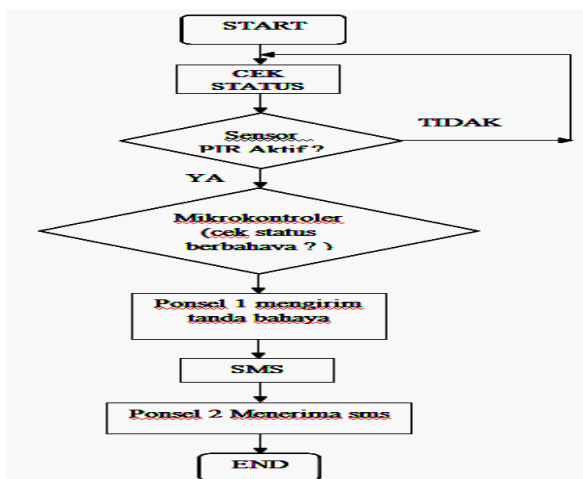 START
CEK
STATUS
TIDAK
Sensor
PIR Aktif ?
YA
Mikrokontroler
(cek status
berbahaya ? )
Ponsel 1 mengirim
tanda bahaya
SMS
Ponsel 2 Menerima sms
END